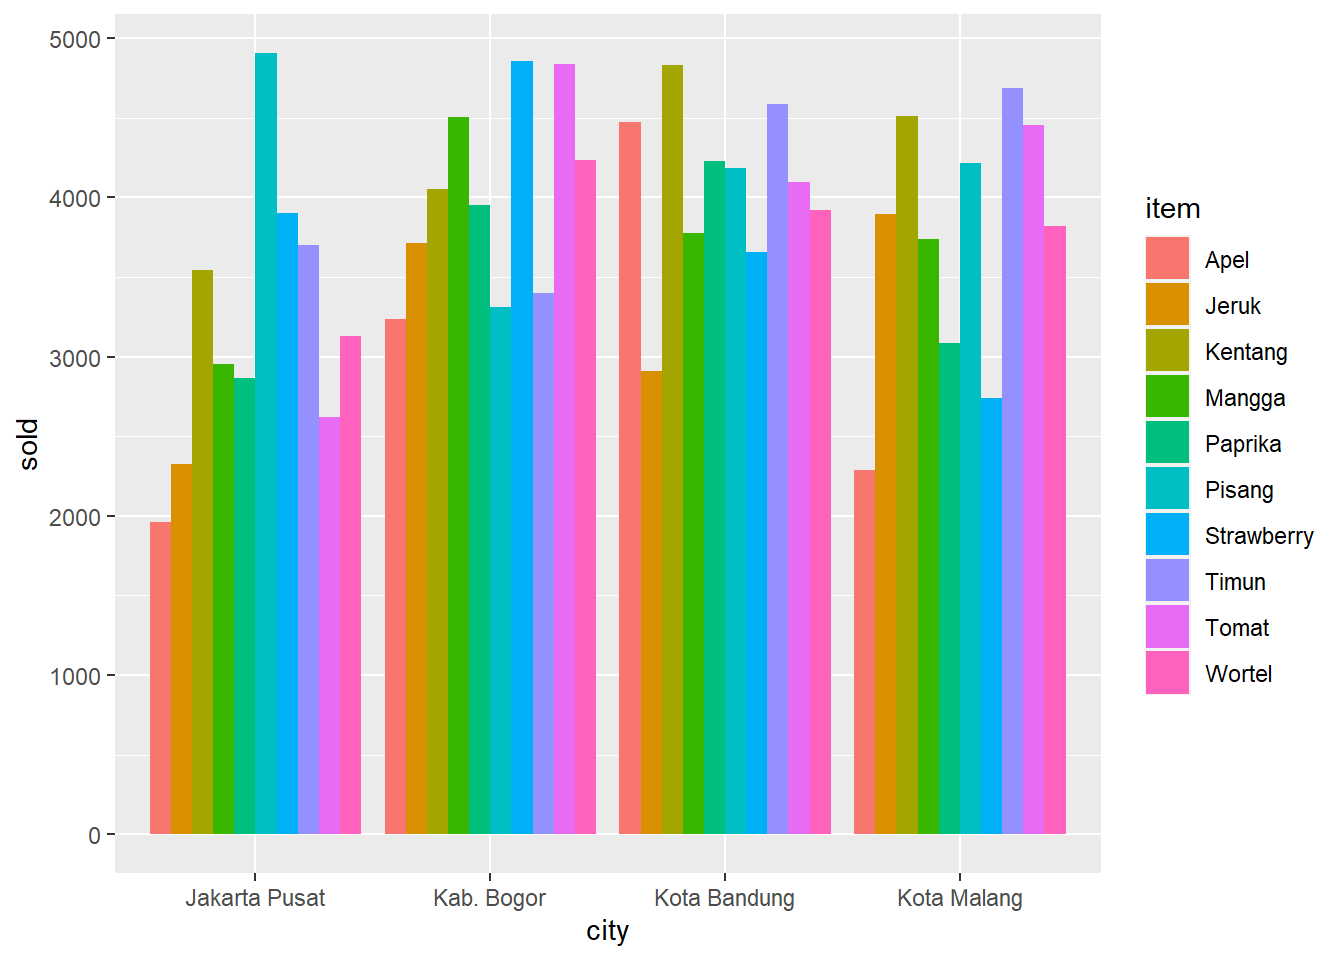 5000
4000
3000
2000
1000
0
sold
Jakarta Pusat
Kab. Bogor
Kota Bandung
Kota Malang
city
item
Apel
Jeruk
Kentang
Mangga
Paprika
Pisang
Strawberry
Timun
Tomat
Wortel